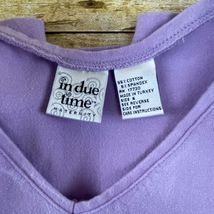 in due
time
MATERNITY
95% COTTON
5% SPANDEX
RN 17730
MADE IN TURKEY
SIZE S
SEE REVERSE
SIDE FOR
CARE INSTRUCTIONS